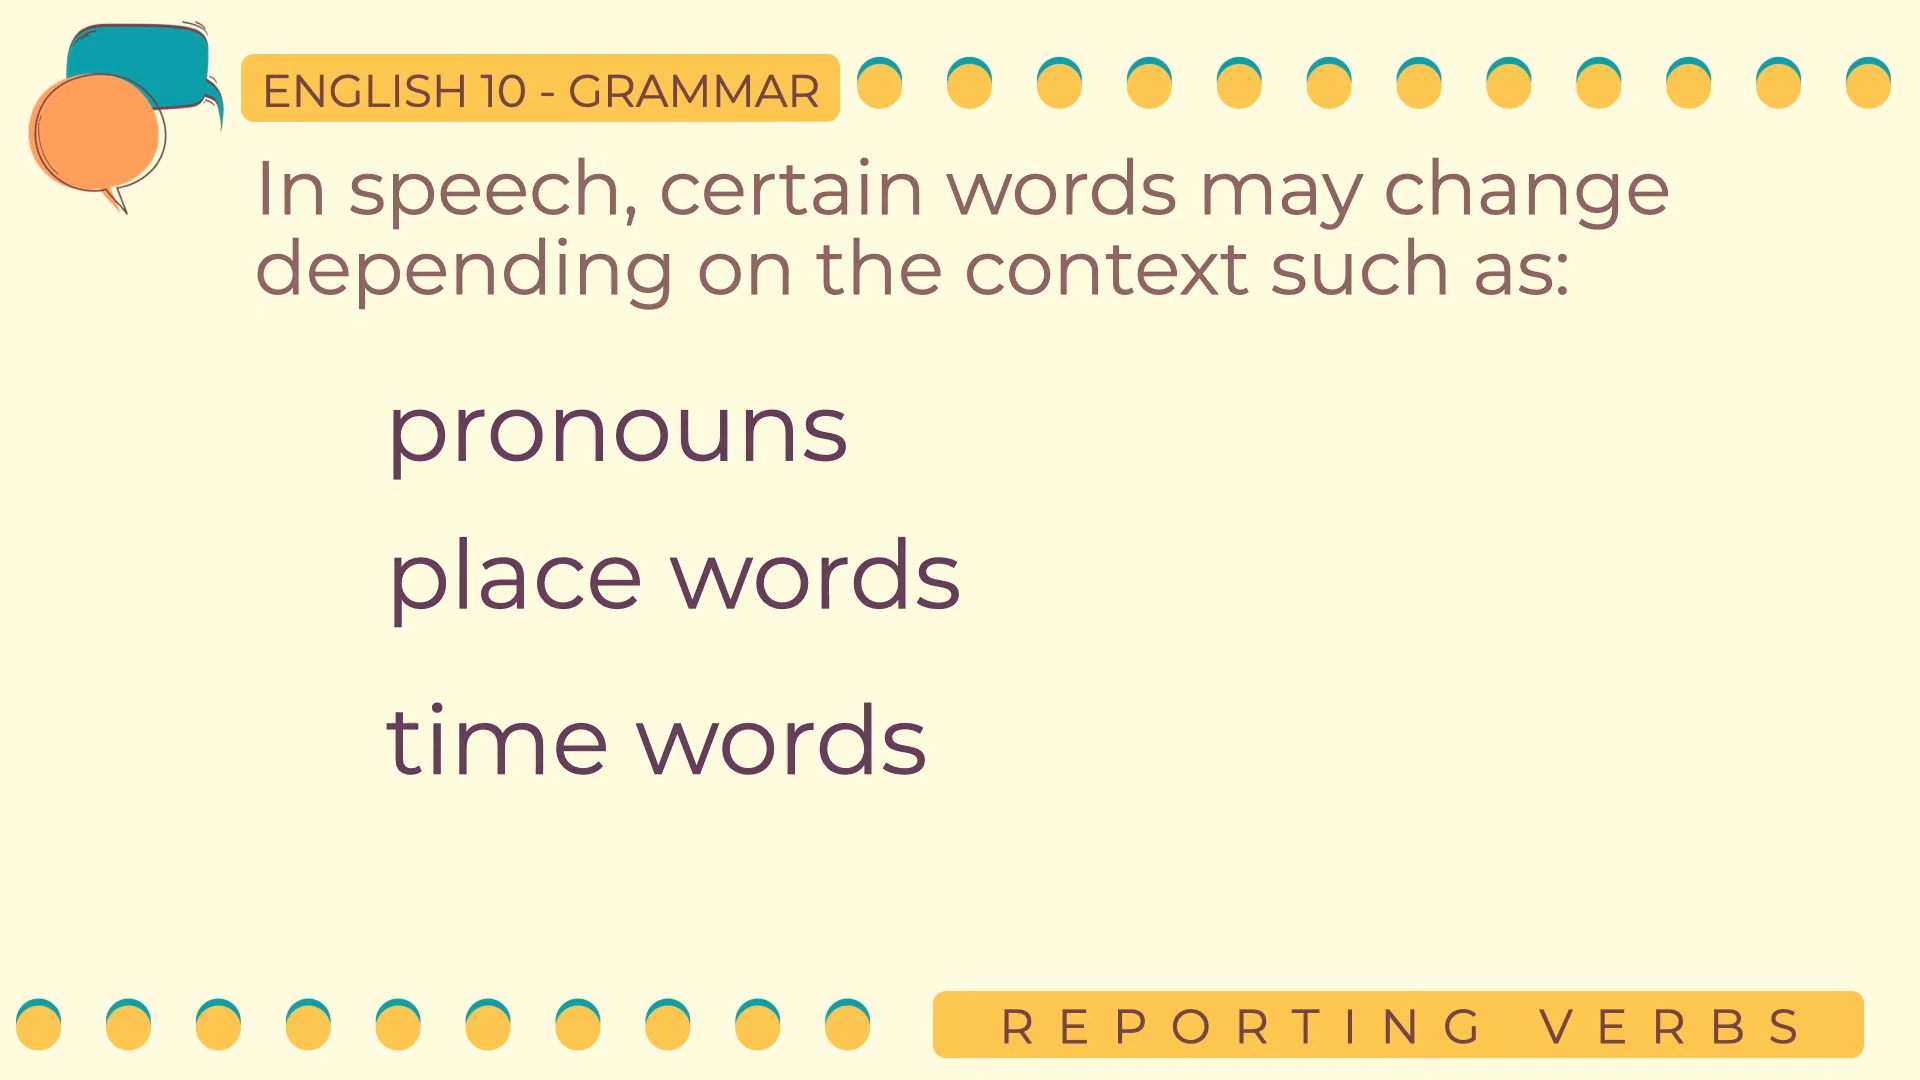 ENGLISH 10 - GRAMMAR
In speech, certain words may change
depending on the context such as:
pronouns
place words
time words
REPORTING VERBS